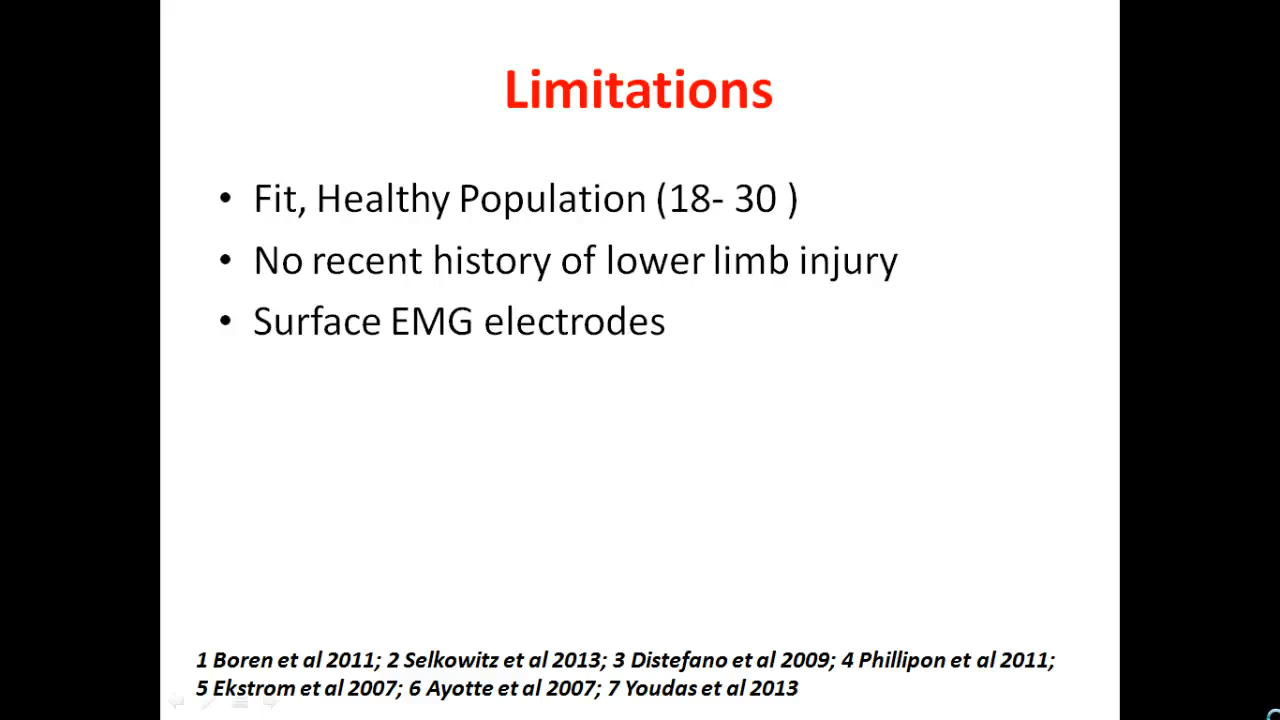 Limitations
• Fit, Healthy Population (18- 30 )
• No recent history of lower limb injury
• Surface EMG electrodes
1 Boren et al 2011; 2 Selkowitz et al 2013; 3 Distefano et al 2009; 4 Phillipon et al 2011;
5 Ekstrom et al 2007; 6 Ayotte et al 2007; 7 Youdas et al 2013